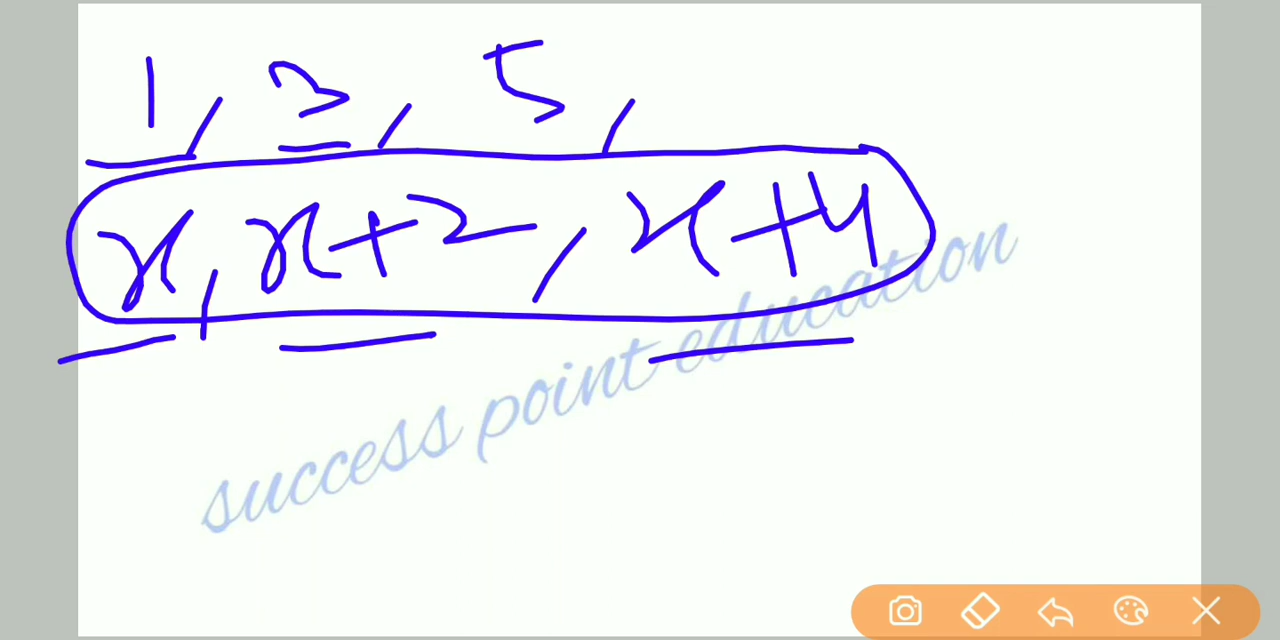 1, 3, 5,
x, x+2, x+4
success point education